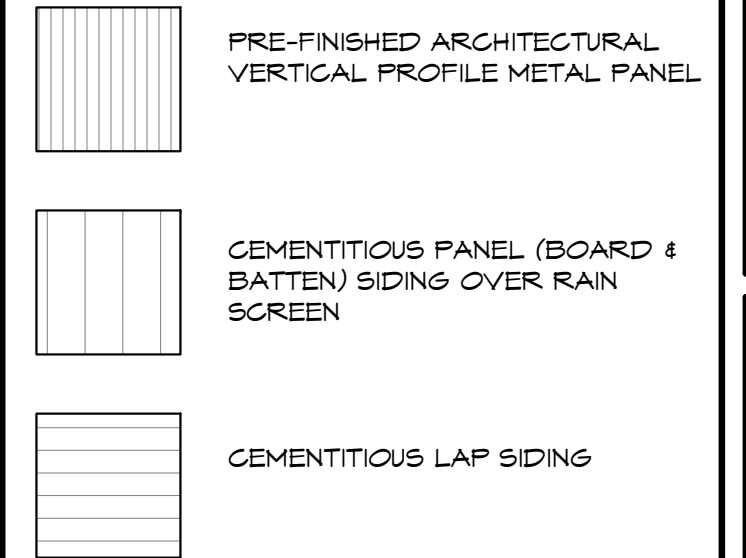 PRE-FINISHED ARCHITECTURAL
VERTICAL PROFILE METAL PANEL
CEMENTITIOUS PANEL (BOARD &
BATTEN) SIDING OVER RAIN
SCREEN
CEMENTITIOUS LAP SIDING